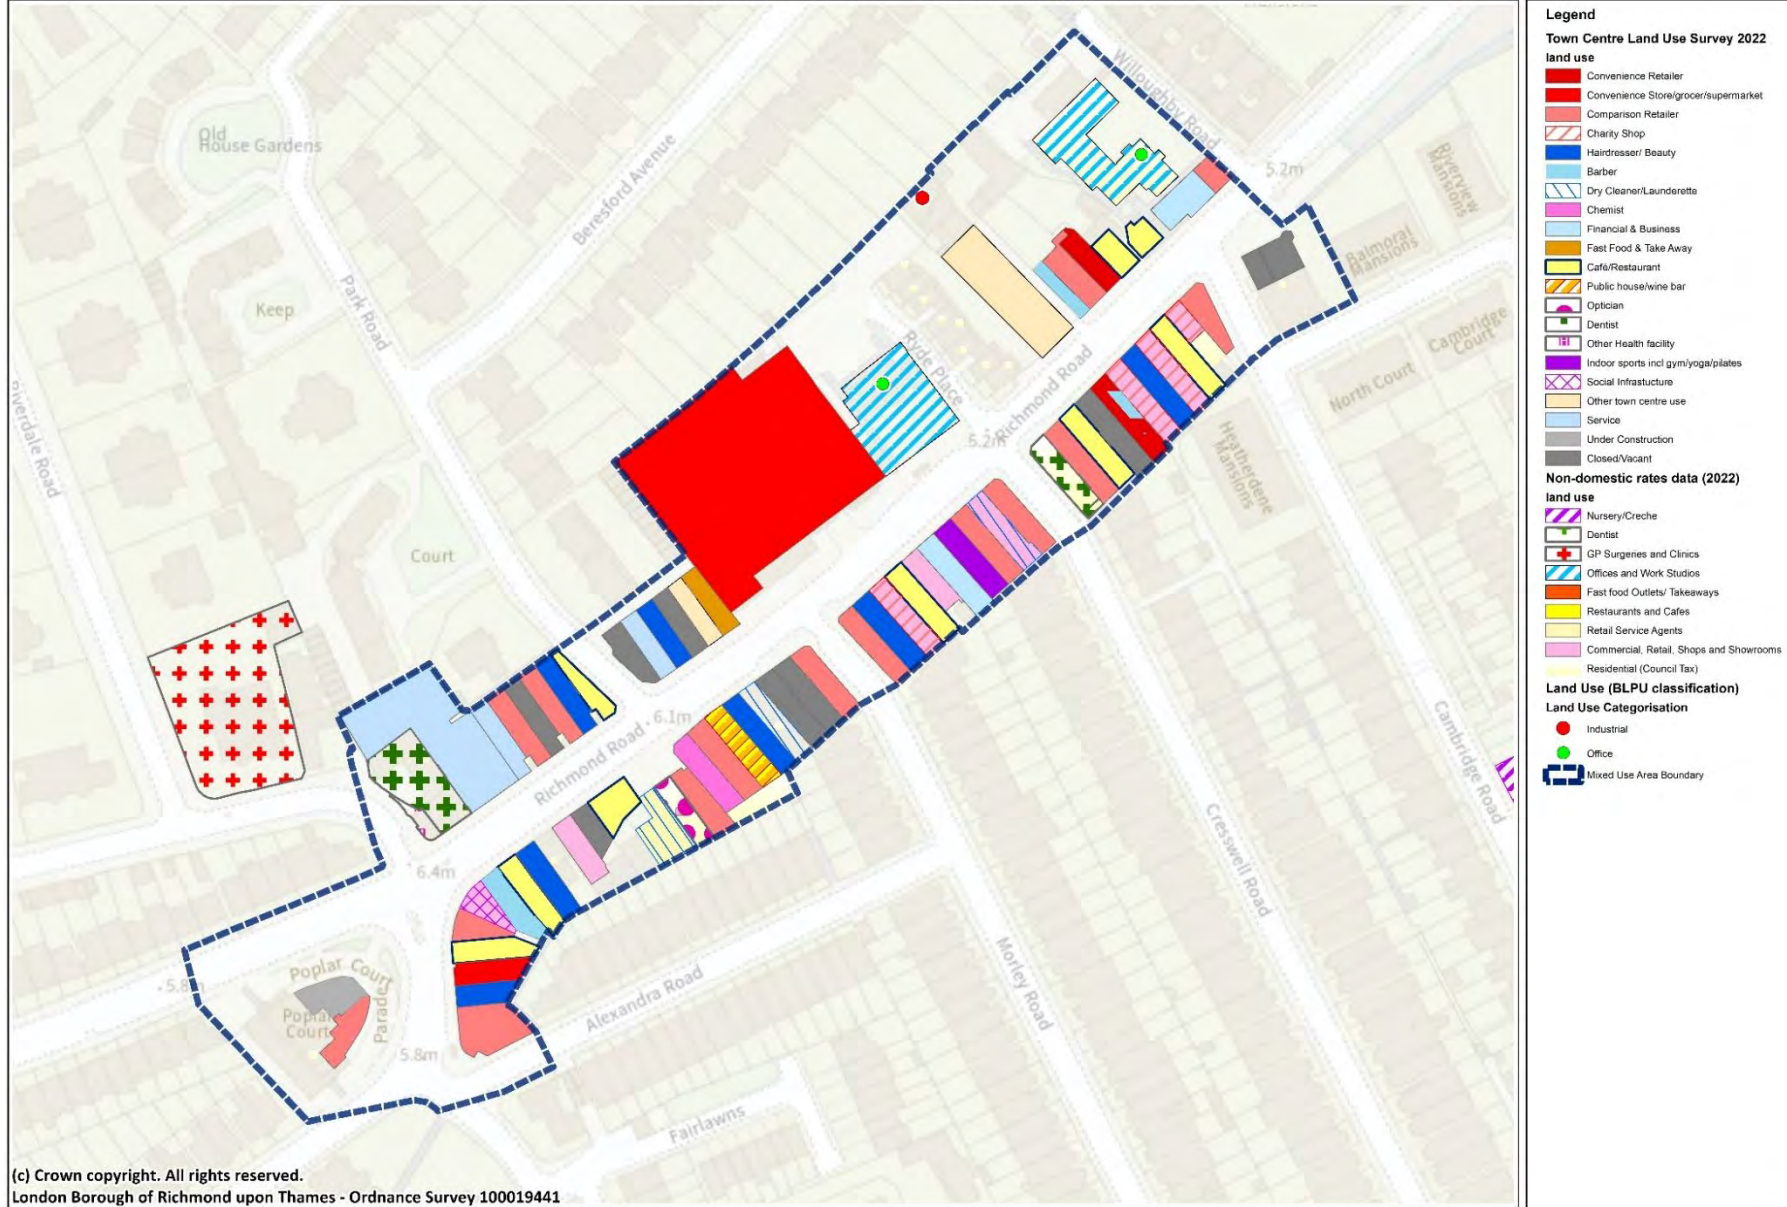 Willoughby Road
Old
House Gardens
Beresford Avenue
5.2m
Riverview
Mansions
Balmoral
Mansions
Keep
Park Road
Cambridge
Court
Ryde Place
Richmond Road
North Court
Riverdale Road
5.2m
Heatherdene
Mansions
Court
6.1m
Richmond Road
Cambridge Road
Cresswell Road
6.4m
Morley Road
Poplar Court
Parade
5.8m
Poplar
Court
Alexandra Road
5.8m
Fairlawns
(c) Crown copyright. All rights reserved.
London Borough of Richmond upon Thames - Ordnance Survey 100019441
Legend
Town Centre Land Use Survey 2022
land use
Convenience Retailer
Convenience Store/grocer/supermarket
Comparison Retailer
Charity Shop
Hairdresser/ Beauty
Barber
Dry Cleaner/Launderette
Chemist
Financial & Business
Fast Food & Take Away
Café/Restaurant
Public house/wine bar
Optician
Dentist
Other Health facility
Indoor sports incl gym/yoga/pilates
Social Infrastucture
Other town centre use
Service
Under Construction
Closed/Vacant
Non-domestic rates data (2022)
land use
Nursery/Creche
Dentist
GP Surgeries and Clinics
Offices and Work Studios
Fast food Outlets/ Takeaways
Restaurants and Cafes
Retail Service Agents
Commercial, Retail, Shops and Showrooms
Residential (Council Tax)
Land Use (BLPU classification)
Land Use Categorisation
Industrial
Office
Mixed Use Area Boundary